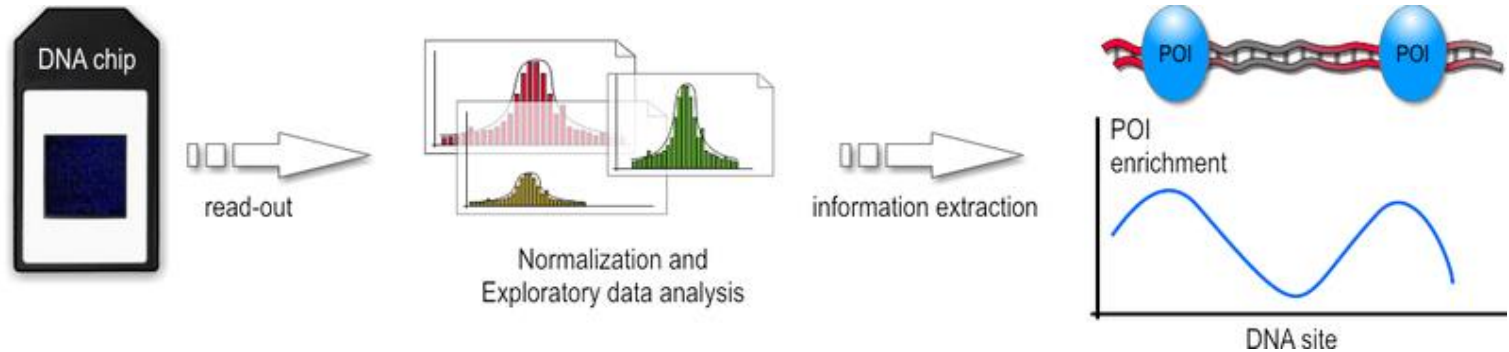 DNA chip
read-out
Normalization and
Exploratory data analysis
information extraction
POI
POI
POI
enrichment
DNA site